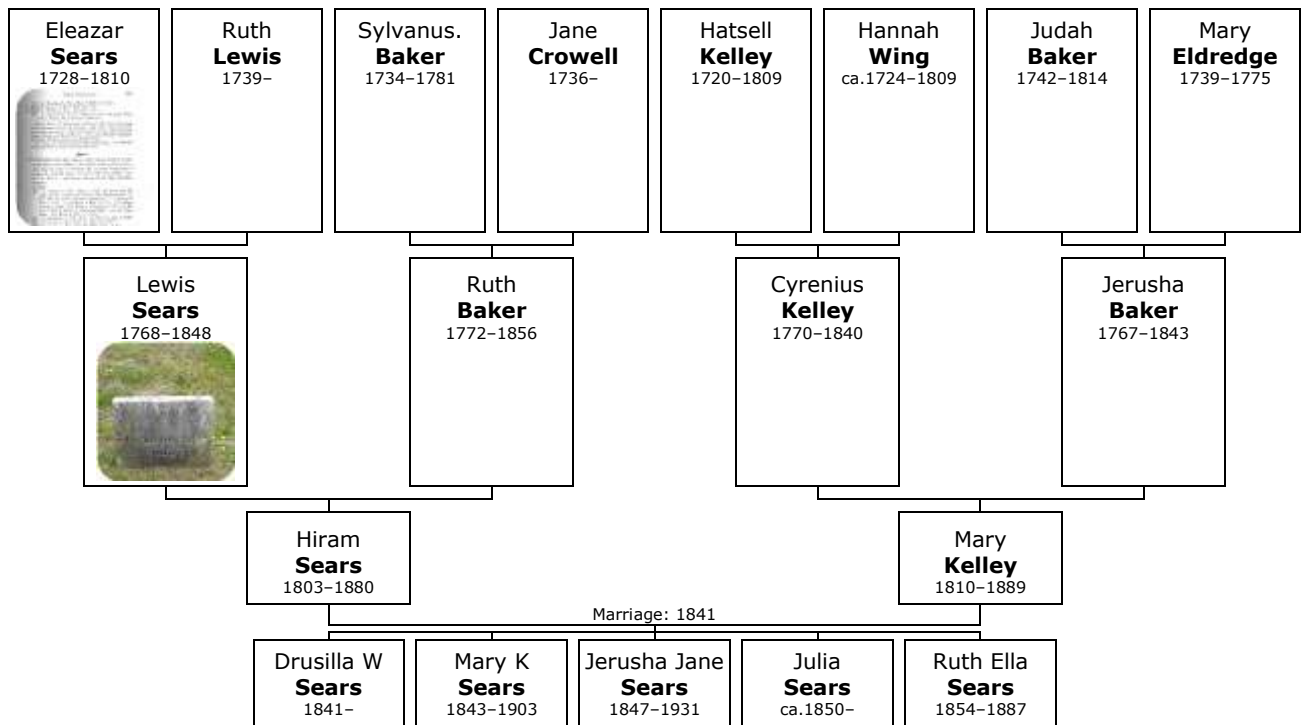 Eleazar
Sears
1728–1810
Ruth
Lewis
1739–
Sylvanus.
Baker
1734–1781
Jane
Crowell
1736–
Hatsell
Kelley
1720–1809
Hannah
Wing
ca.1724–1809
Judah
Baker
1742–1814
Mary
Eldredge
1739–1775
Lewis
Sears
1768–1848
Ruth
Baker
1772–1856
Cyrenius
Kelley
1770–1840
Jerusha
Baker
1767–1843
Hiram
Sears
1803–1880
Mary
Kelley
1810–1889
Marriage: 1841
Drusilla W
Sears
1841–
Mary K
Sears
1843–1903
Jerusha Jane
Sears
1847–1931
Julia
Sears
ca.1850–
Ruth Ella
Sears
1854–1887